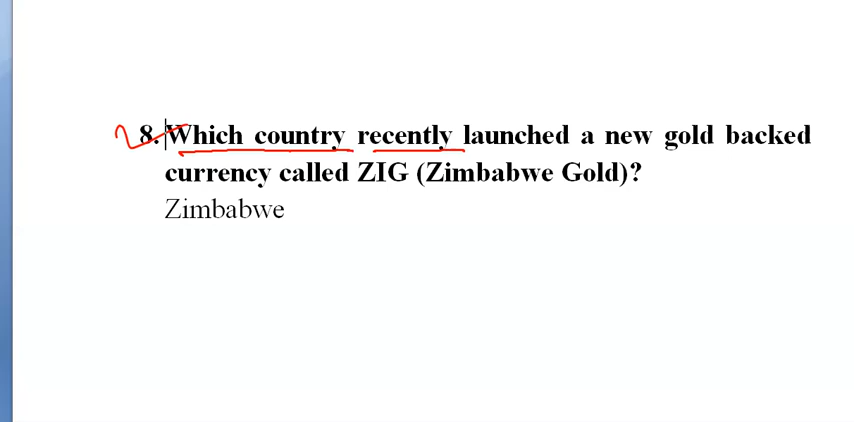 8. Which country recently launched a new gold backed
currency called ZIG (Zimbabwe Gold)?
Zimbabwe